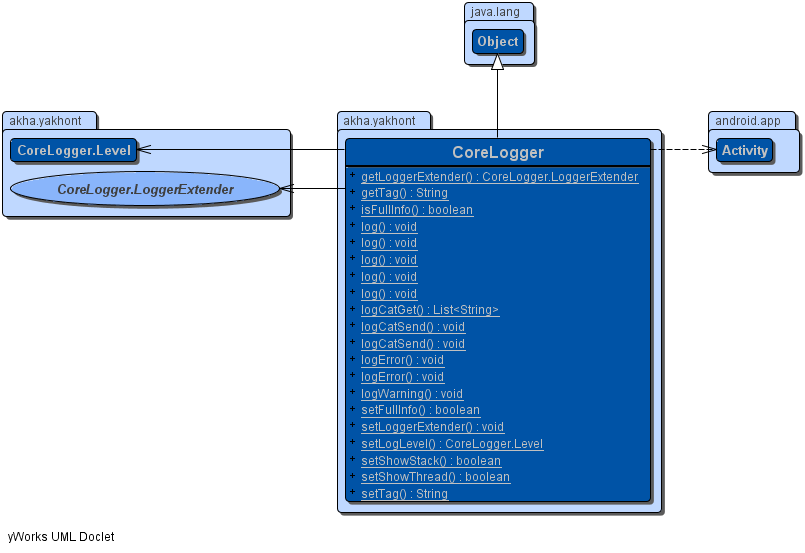 java.lang
Object
akha.yakhont
CoreLogger.Level
CoreLogger.LoggerExtender
akha.yakhont
CoreLogger
+ getLoggerExtender() : CoreLogger.LoggerExtender
+ getTag() : String
+ isFullInfo() : boolean
+ log() : void
+ log() : void
+ log() : void
+ log() : void
+ log() : void
+ logCatGet() : List<String>
+ logCatSend() : void
+ logCatSend() : void
+ logError() : void
+ logError() : void
+ logWarning() : void
+ setFullInfo() : boolean
+ setLoggerExtender() : void
+ setLogLevel() : CoreLogger.Level
+ setShowStack() : boolean
+ setShowThread() : boolean
+ setTag() : String
android.app
Activity
yWorks UML Doclet